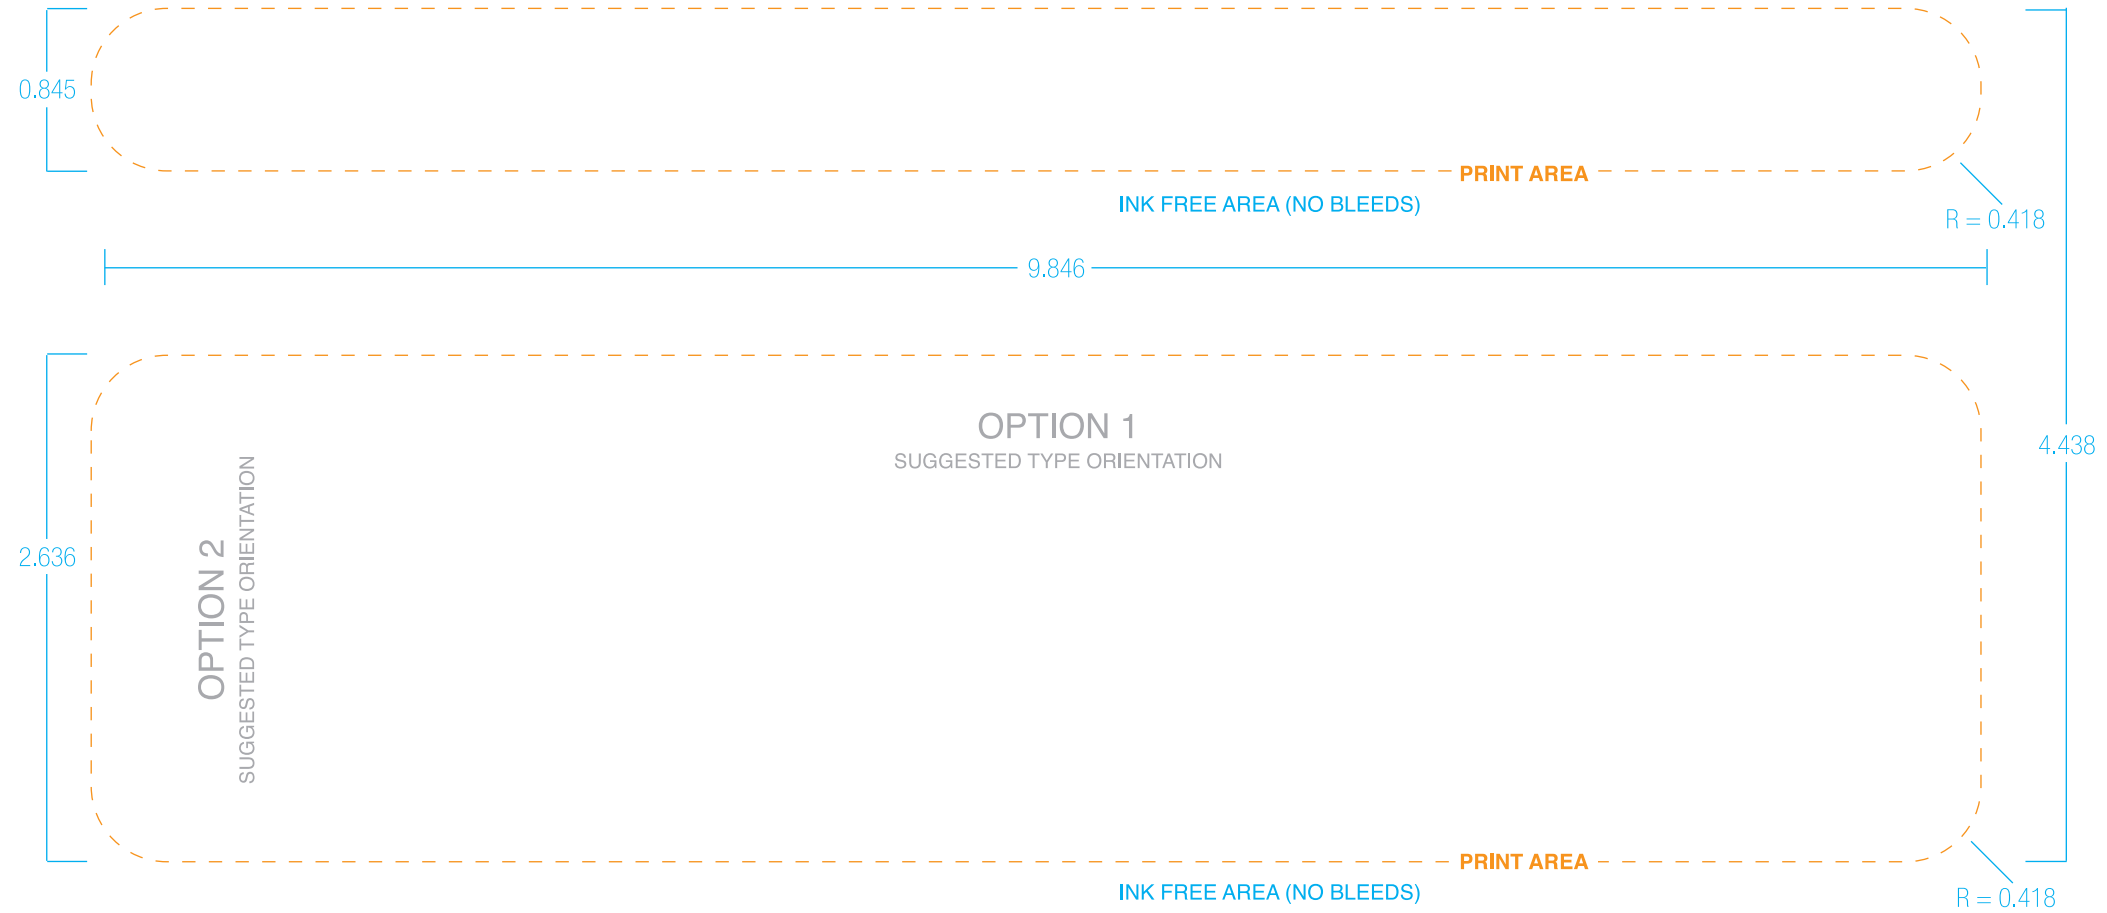 0.845
PRINT AREA
INK FREE AREA (NO BLEEDS)
R = 0.418
9.846
OPTION 1
SUGGESTED TYPE ORIENTATION
4.438
OPTION 2
SUGGESTED TYPE ORIENTATION
2.636
PRINT AREA
INK FREE AREA (NO BLEEDS)
R = 0.418